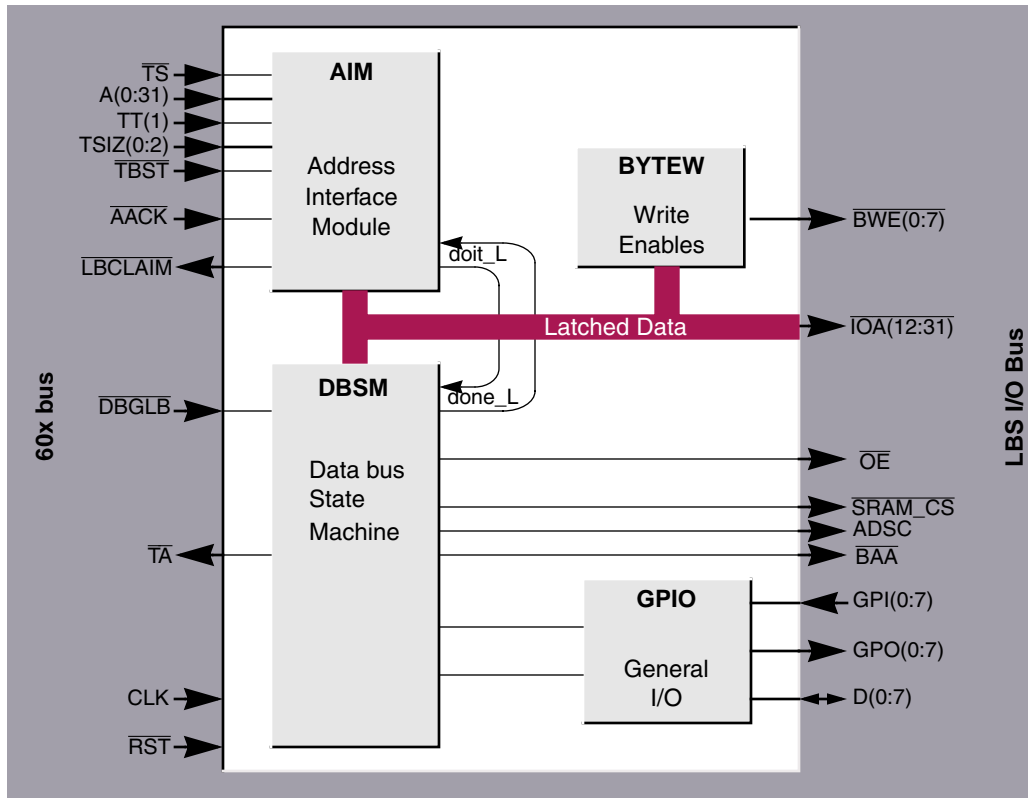 TS
A(0:31)
TT(1)
TSIZ(0:2)
TBST
AACK
LBCLAIM
60x bus
DBGLB
TA
CLK
RST
AIM
Address
Interface
Module
doit_L
BYTEW
Write
Enables
Latched Data
DBSM
done_L
Data bus
State
Machine
GPIO
General
I/O
BWE(0:7)
IOA(12:31)
LBS I/O Bus
OE
SRAM_CS
ADSC
BAA
GPI(0:7)
GPO(0:7)
D(0:7)